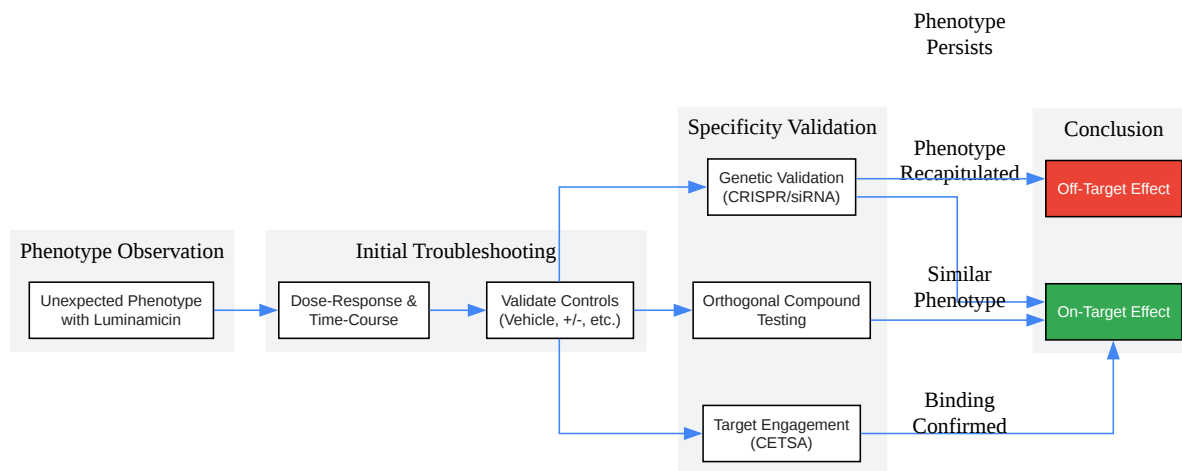 Phenotype
Persists
Specificity Validation
Phenotype
Recapitulated
Conclusion
Genetic Validation
(CRISPR/siRNA)
Off-Target Effect
Phenotype Observation
Initial Troubleshooting
Unexpected Phenotype
with Luminamicin
Dose-Response &
Time-Course
Validate Controls
(Vehicle, +/-, etc.)
Orthogonal Compound
Testing
Similar
Phenotype
On-Target Effect
Target Engagement
(CETSA)
Binding
Confirmed